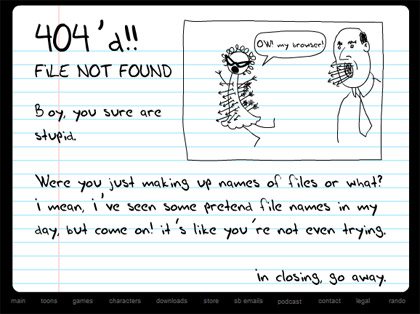 404'd!!
FiLE NOT FOUND
OW! my browser!
Boy, you sure are
stupid.
Were you just making up names of files or what?
i mean, i've seen some pretend file names in my
day, but come on! it's like you're not even trying.
in closing, go away.
main toons games characters downloads store sb emails podcast contact legal rando